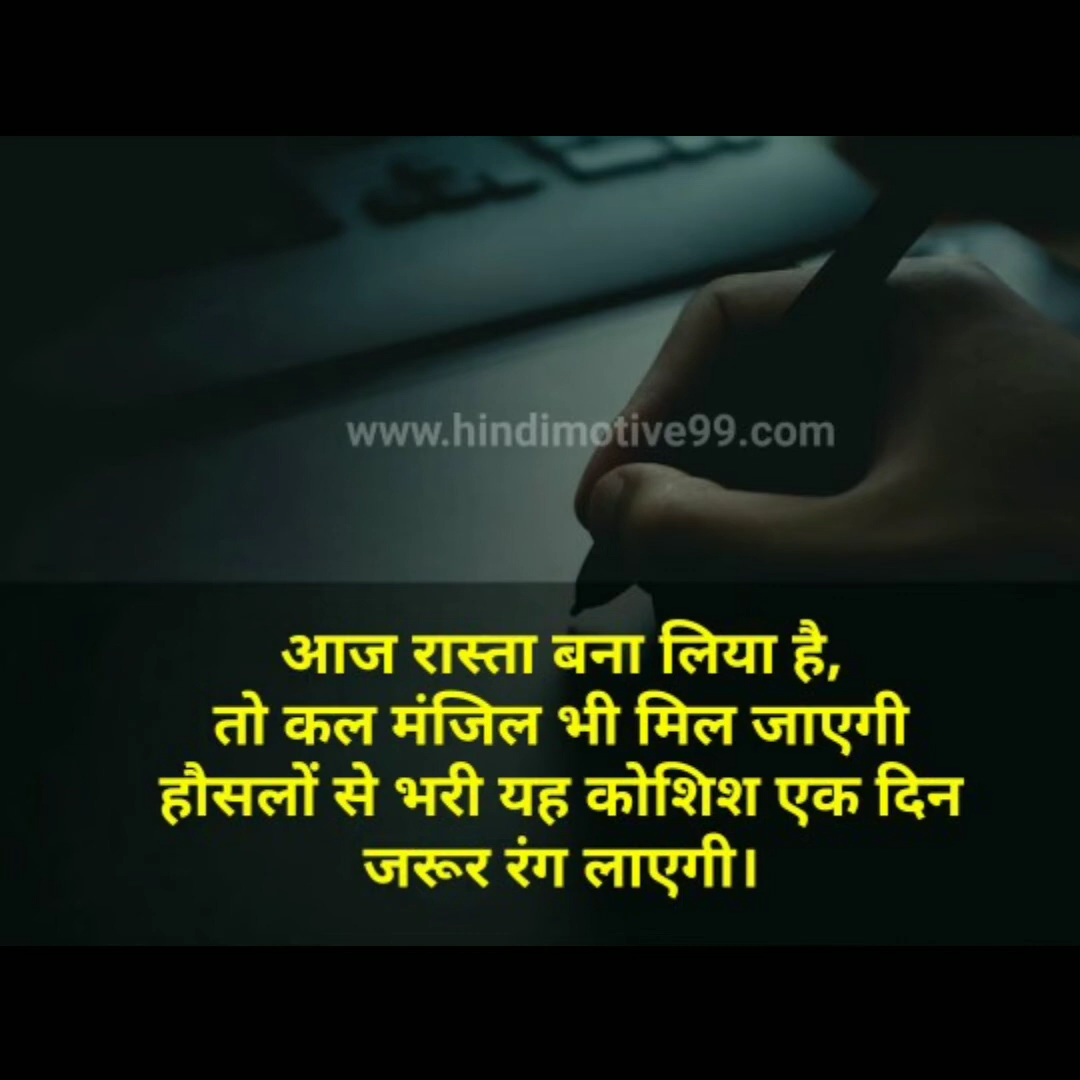 www.hindimotive99.com
आज रास्ता बना लिया है,
तो कल मंजिल भी मिल जाएगी
हौसलों से भरी यह कोशिश एक दिन
जरूर रंग लाएगी।